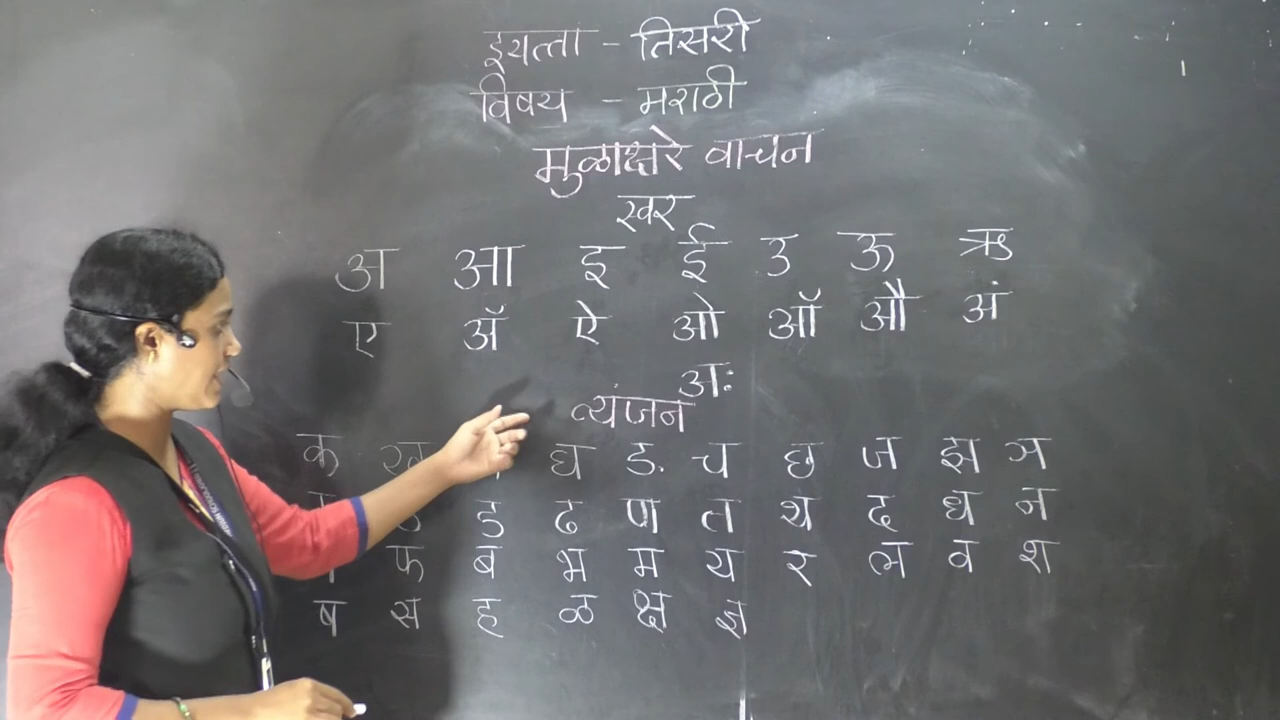 इयत्ता - तिसरी
विषय - मराठी
मुळाक्षरे वाचन
स्वर
अ आ इ ई उ ऊ ऋ
ए ॲ ऐ ओ ऑ औ अं
अः
व्यंजन
क ख घ ङ च छ ज झ ञ
ड ढ ण त थ द ध न
फ ब भ म य र ल व श
ष स ह ळ क्ष ज्ञ